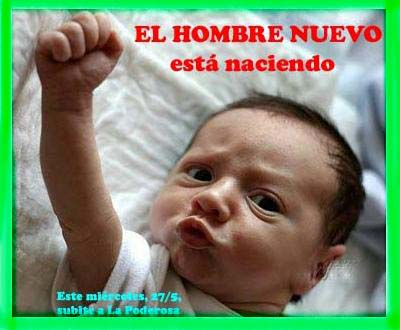 EL HOMBRE NUEVO
está naciendo
Este miércoles, 27/5,
subite a La Poderosa